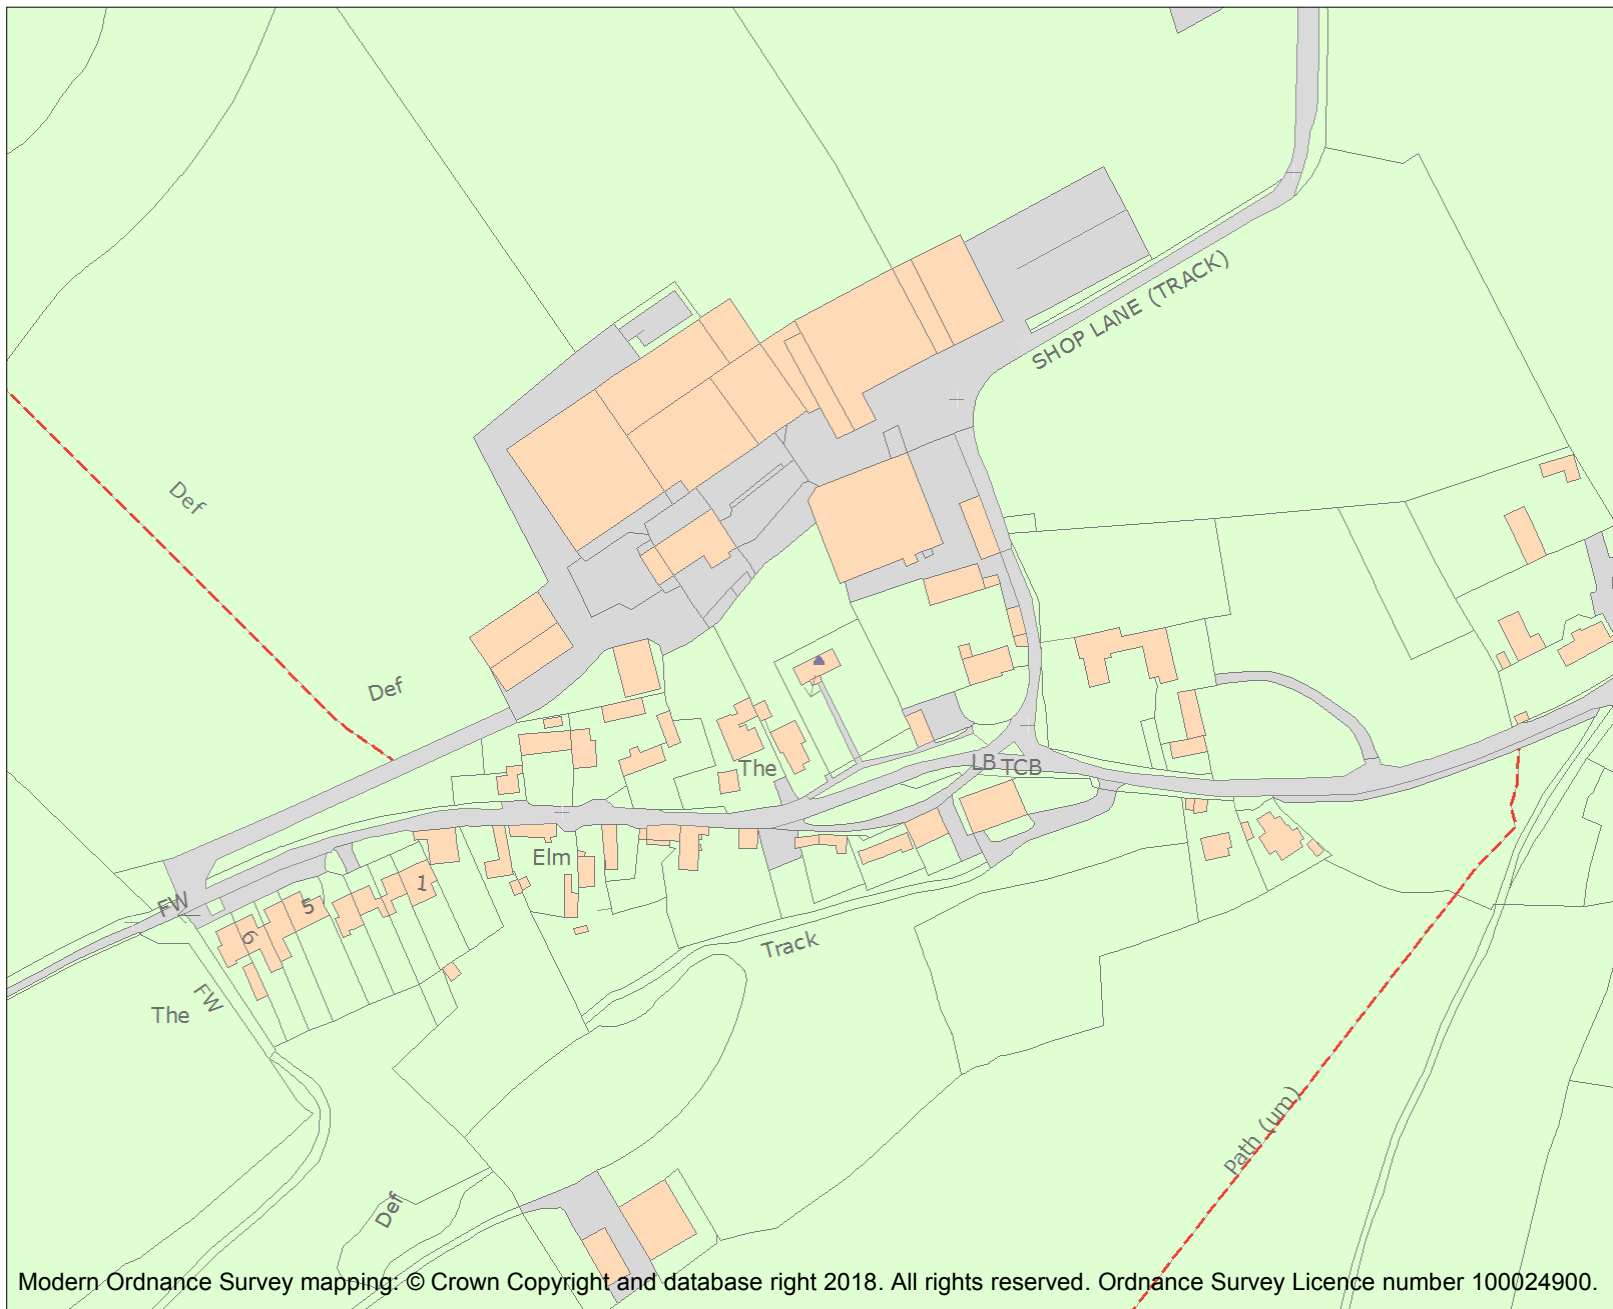 SHOP LANE (TRACK)
Def
Def
The
LB
TCB
Elm
1
5
FW
6
Track
FW
The
Path (um)
Def
Modern Ordnance Survey mapping: © Crown Copyright and database right 2018. All rights reserved. Ordnance Survey Licence number 100024900.